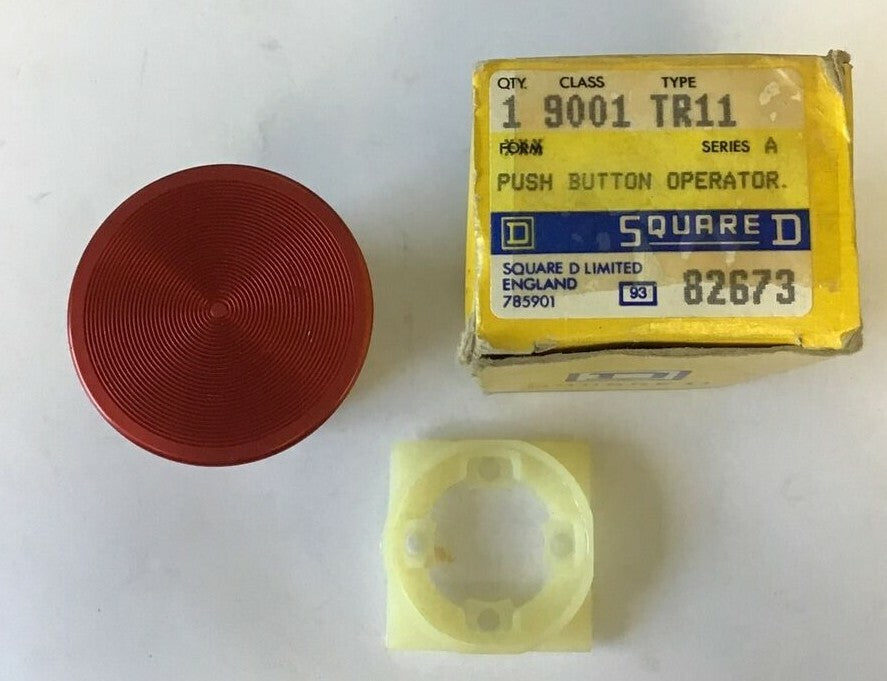 QTY. CLASS TYPE
1 9001 TR11
FORM SERIES A
PUSH BUTTON OPERATOR.
D SQUARE D
SQUARE D LIMITED
ENGLAND
785901 93 82673